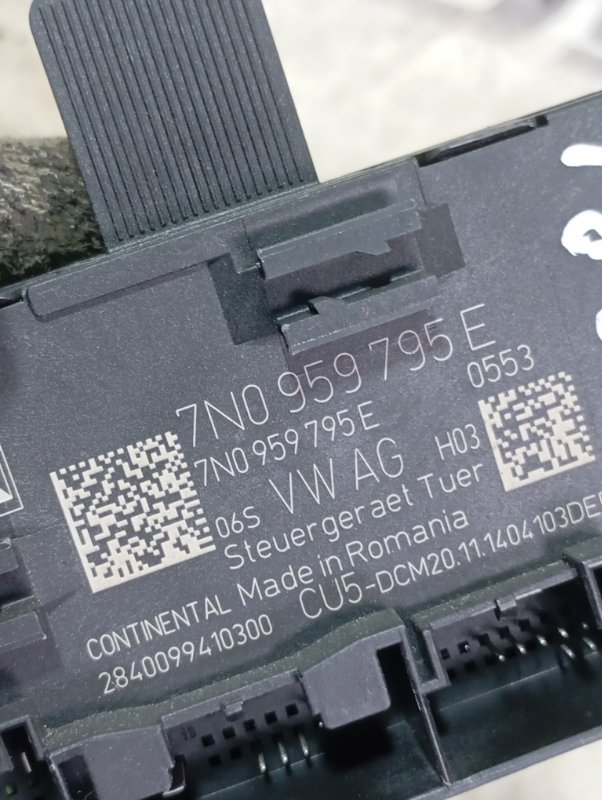 7N0 959 795 E
7N0 959 795 E
0553
06S VW AG H03
Steuergeraet Tuer
Made in Romania
CONTINENTAL
CU5-DCM20.11.1404103DE
2840099410300